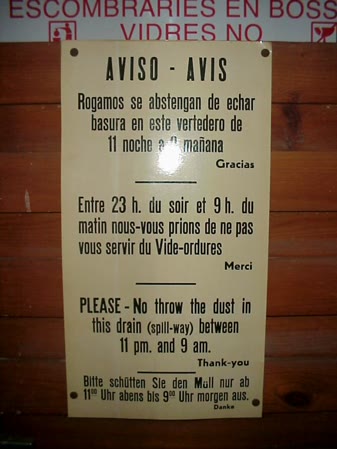 ESCOMBRARIES EN BOSS
VIDRES NO
AVISO - AVIS
Rogamos se abstengan de echar
basura en este vertedero de
11 noche a 9 mañana
Gracias
Entre 23 h. du soir et 9 h. du
matin nous-vous prions de ne pas
vous servir du Vide-ordures
Merci
PLEASE - No throw the dust in
this drain (spill-way) between
11 pm. and 9 am.
Thank-you
Bitte schütten Sie den Müll nur ab
11⁰⁰ Uhr abens bis 9⁰⁰ Uhr morgen aus.
Danke